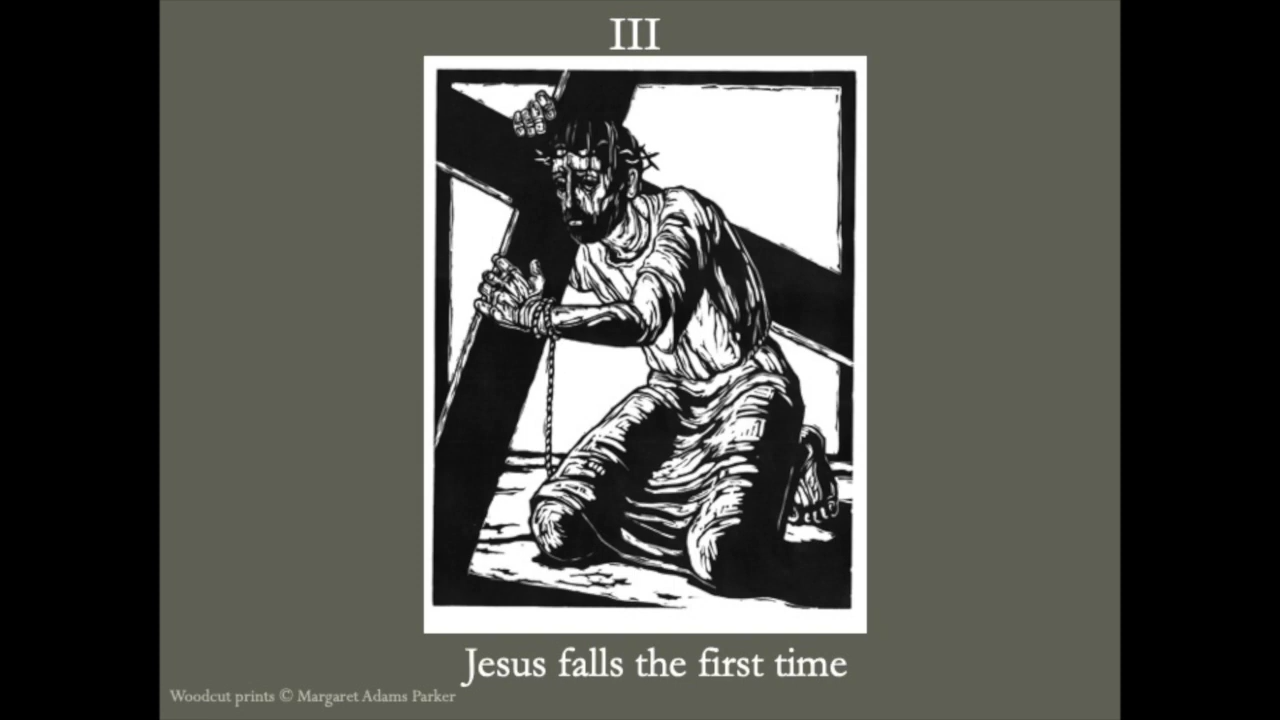 III
Jesus falls the first time
Woodcut prints © Margaret Adams Parker